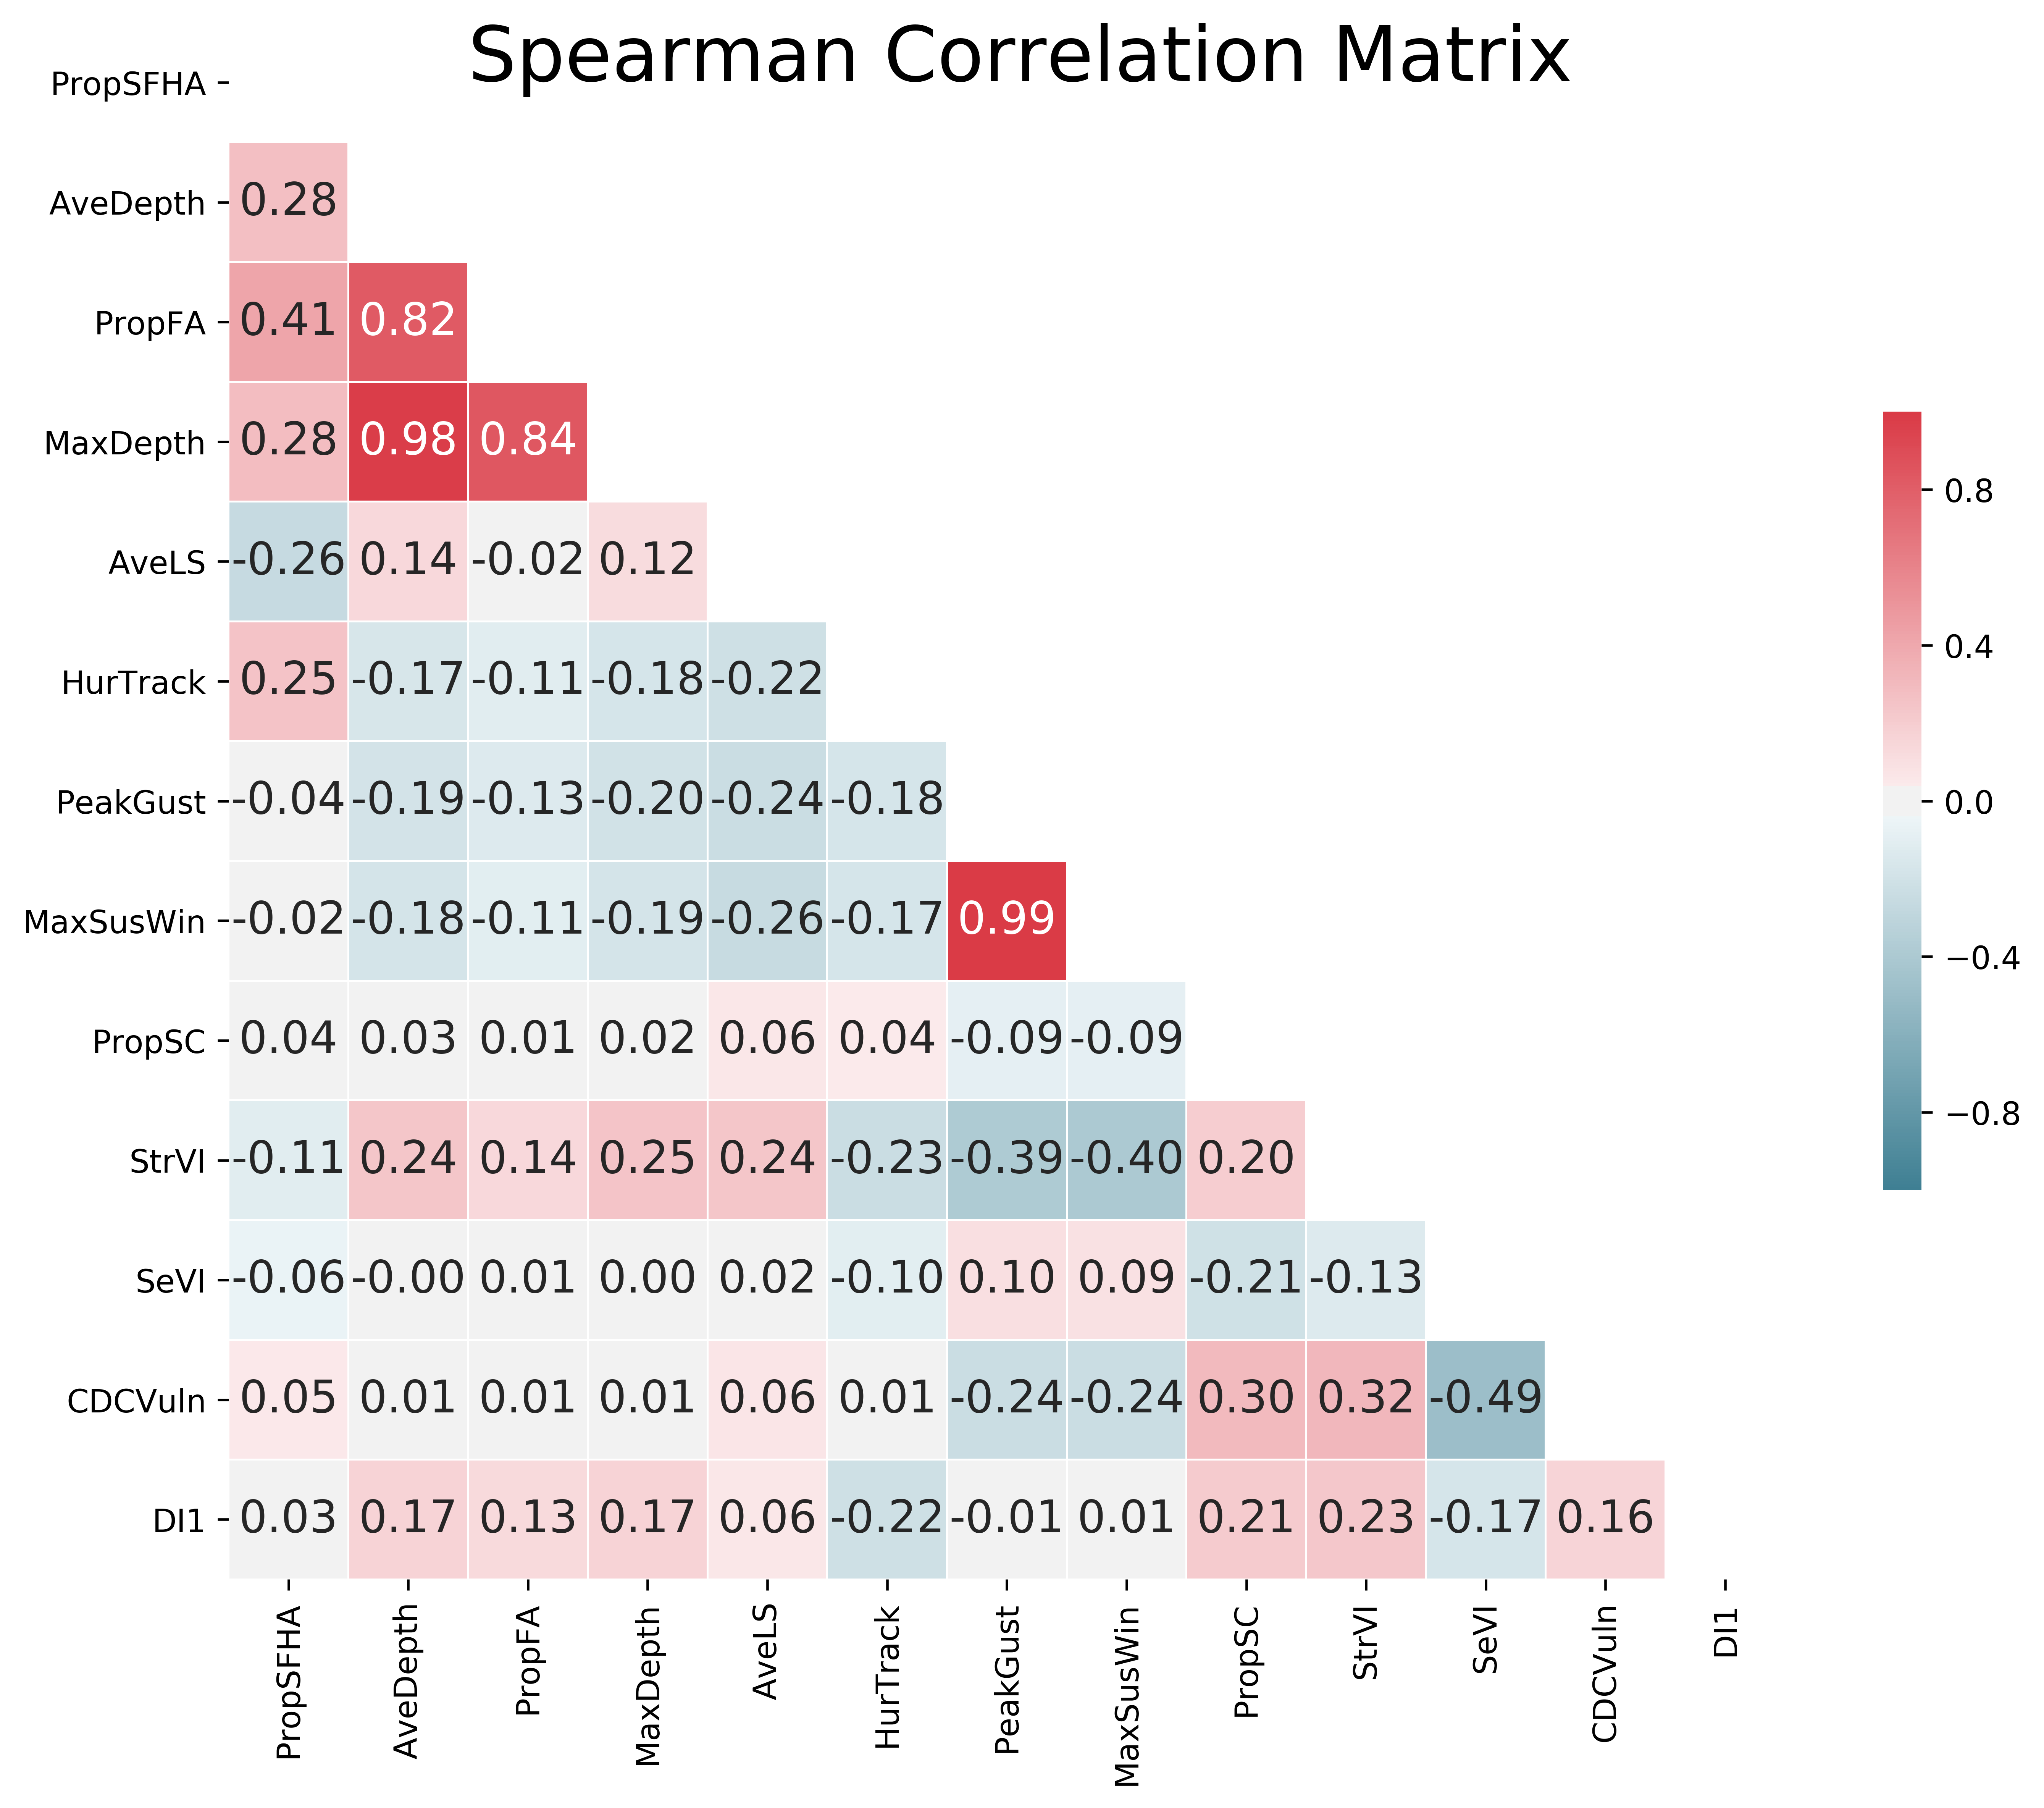 Spearman Correlation Matrix
PropSFHA
AveDepth 0.28
PropFA 0.41 0.82
MaxDepth 0.28 0.98 0.84
AveLS -0.26 0.14 -0.02 0.12
HurTrack 0.25 -0.17 -0.11 -0.18 -0.22
PeakGust -0.04 -0.19 -0.13 -0.20 -0.24 -0.18
MaxSusWin -0.02 -0.18 -0.11 -0.19 -0.26 -0.17 0.99
PropSC 0.04 0.03 0.01 0.02 0.06 0.04 -0.09 -0.09
StrVI -0.11 0.24 0.14 0.25 0.24 -0.23 -0.39 -0.40 0.20
SeVI -0.06 -0.00 0.01 0.00 0.02 -0.10 0.10 0.09 -0.21 -0.13
CDCVuln 0.05 0.01 0.01 0.01 0.06 0.01 -0.24 -0.24 0.30 0.32 -0.49
Dl1 0.03 0.17 0.13 0.17 0.06 -0.22 -0.01 0.01 0.21 0.23 -0.17 0.16
PropSFHA AveDepth PropFA MaxDepth AveLS HurTrack PeakGust MaxSusWin PropSC StrVI SeVI CDCVuln Dl1
0.8
0.4
0.0
−0.4
−0.8